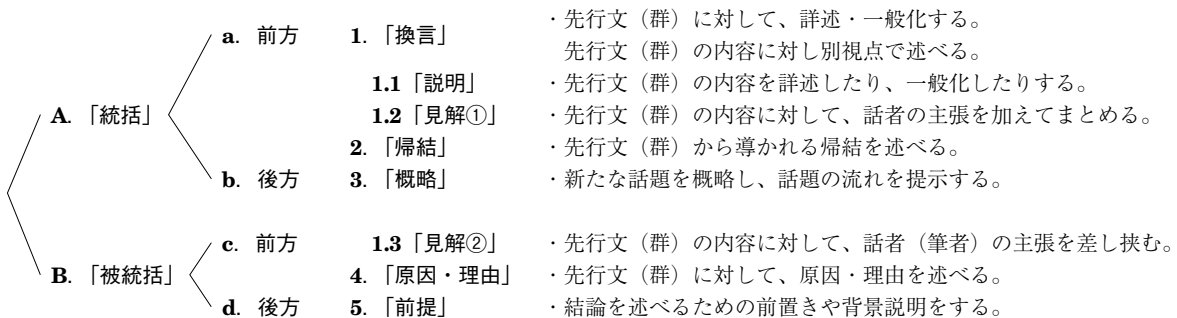 a. 前方 1. 「換言」 ・先行文（群）に対して、詳述・一般化する。
先行文（群）の内容に対し別視点で述べる。
1.1「説明」 ・先行文（群）の内容を詳述したり、一般化したりする。
A. 「統括」 1.2「見解①」 ・先行文（群）の内容に対して、話者の主張を加えてまとめる。
2. 「帰結」 ・先行文（群）から導かれる帰結を述べる。
b. 後方 3. 「概略」 ・新たな話題を概略し、話題の流れを提示する。
c. 前方 1.3「見解②」 ・先行文（群）の内容に対して、話者（筆者）の主張を差し挟む。
B. 「被統括」 4. 「原因・理由」 ・先行文（群）に対して、原因・理由を述べる。
d. 後方 5. 「前提」 ・結論を述べるための前置きや背景説明をする。